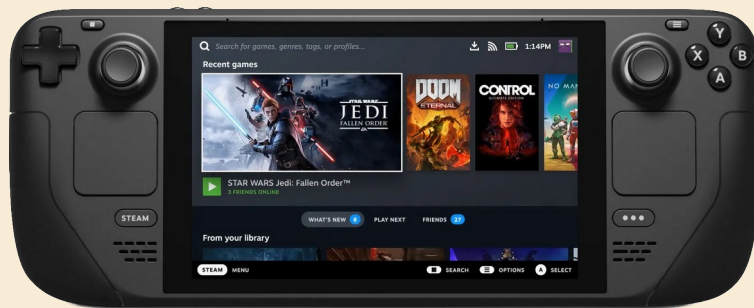 Search for games, genres, tags, or profiles...
1:14PM
Recent games
STAR WARS
JEDI
FALLEN ORDER
DOOM
ETERNAL
CONTROL
ULTIMATE EDITION
NO MAN
STAR WARS Jedi: Fallen Order™
3 FRIENDS ONLINE
WHAT'S NEW 8 PLAY NEXT FRIENDS 27
From your library
STEAM MENU
SEARCH OPTIONS A SELECT
STEAM
Y
X
B
A